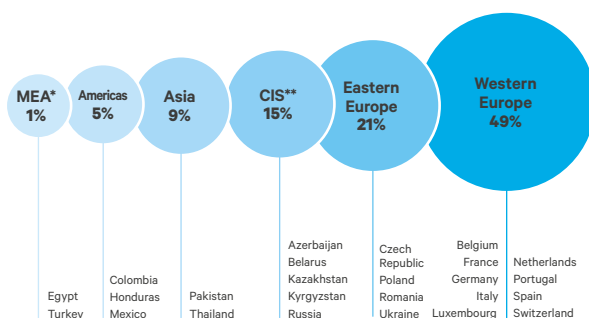 MEA*
1%
Americas
5%
Asia
9%
CIS**
15%
Eastern
Europe
21%
Western
Europe
49%
Egypt
Turkey
Colombia
Honduras
Mexico
Pakistan
Thailand
Azerbaijan
Belarus
Kazakhstan
Kyrgyzstan
Russia
Czech
Republic
Poland
Romania
Ukraine
Belgium
France
Germany
Italy
Luxembourg
Netherlands
Portugal
Spain
Switzerland